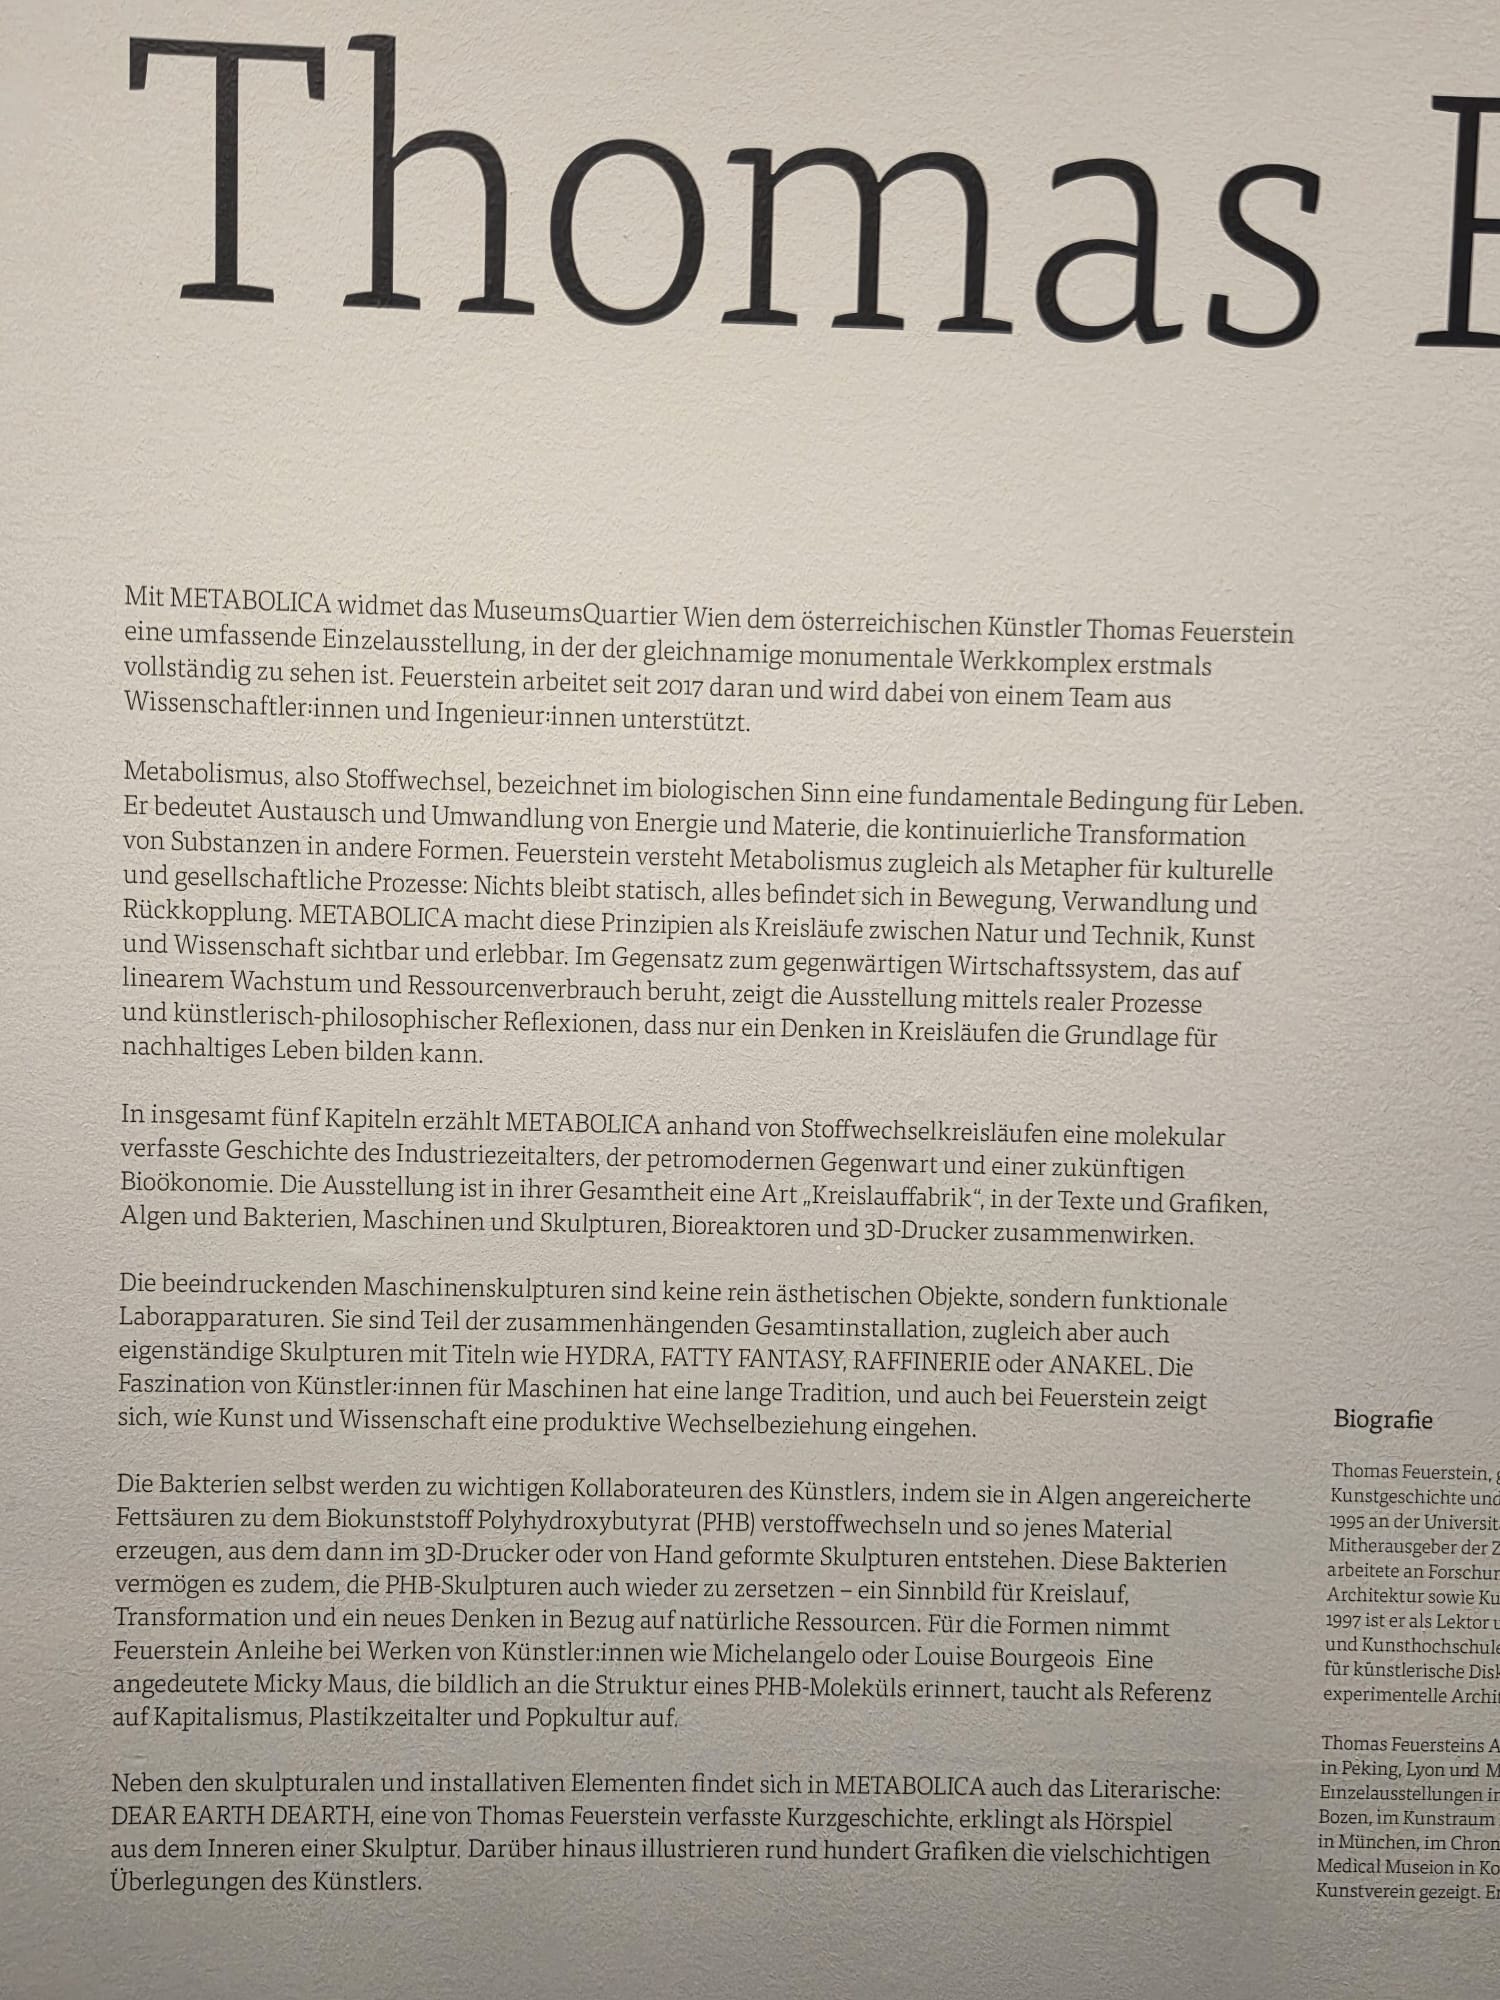 Thomas
Mit METABOLICA widmet das MuseumsQuartier Wien dem österreichischen Künstler Thomas Feuerstein
eine umfassende Einzelausstellung, in der der gleichnamige monumentale Werkkomplex erstmals
vollständig zu sehen ist. Feuerstein arbeitet seit 2017 daran und wird dabei von einem Team aus
Wissenschaftler:innen und Ingenieur:innen unterstützt.
Metabolismus, also Stoffwechsel, bezeichnet im biologischen Sinn eine fundamentale Bedingung für Leben.
Er bedeutet Austausch und Umwandlung von Energie und Materie, die kontinuierliche Transformation
von Substanzen in andere Formen. Feuerstein versteht Metabolismus zugleich als Metapher für kulturelle
und gesellschaftliche Prozesse: Nichts bleibt statisch, alles befindet sich in Bewegung, Verwandlung und
Rückkopplung. METABOLICA macht diese Prinzipien als Kreisläufe zwischen Natur und Technik, Kunst
und Wissenschaft sichtbar und erlebbar. Im Gegensatz zum gegenwärtigen Wirtschaftssystem, das auf
linearem Wachstum und Ressourcenverbrauch beruht, zeigt die Ausstellung mittels realer Prozesse
und künstlerisch-philosophischer Reflexionen, dass nur ein Denken in Kreisläufen die Grundlage für
nachhaltiges Leben bilden kann.
In insgesamt fünf Kapiteln erzählt METABOLICA anhand von Stoffwechselkreisläufen eine molekular
verfasste Geschichte des Industriezeitalters, der petromodernen Gegenwart und einer zukünftigen
Bioökonomie. Die Ausstellung ist in ihrer Gesamtheit eine Art „Kreislauffabrik“, in der Texte und Grafiken,
Algen und Bakterien, Maschinen und Skulpturen, Bioreaktoren und 3D-Drucker zusammenwirken.
Die beeindruckenden Maschinenskulpturen sind keine rein ästhetischen Objekte, sondern funktionale
Laborapparaturen. Sie sind Teil der zusammenhängenden Gesamtinstallation, zugleich aber auch
eigenständige Skulpturen mit Titeln wie HYDRA, FATTY FANTASY, RAFFINERIE oder ANAKEL. Die
Faszination von Künstler:innen für Maschinen hat eine lange Tradition, und auch bei Feuerstein zeigt
sich, wie Kunst und Wissenschaft eine produktive Wechselbeziehung eingehen.
Die Bakterien selbst werden zu wichtigen Kollaborateuren des Künstlers, indem sie in Algen angereicherte
Fettsäuren zu dem Biokunststoff Polyhydroxybutyrat (PHB) verstoffwechseln und so jenes Material
erzeugen, aus dem dann im 3D-Drucker oder von Hand geformte Skulpturen entstehen. Diese Bakterien
vermögen es zudem, die PHB-Skulpturen auch wieder zu zersetzen – ein Sinnbild für Kreislauf,
Transformation und ein neues Denken in Bezug auf natürliche Ressourcen. Für die Formen nimmt
Feuerstein Anleihe bei Werken von Künstler:innen wie Michelangelo oder Louise Bourgeois Eine
angedeutete Micky Maus, die bildlich an die Struktur eines PHB-Moleküls erinnert, taucht als Referenz
auf Kapitalismus, Plastikzeitalter und Popkultur auf.
Neben den skulpturalen und installativen Elementen findet sich in METABOLICA auch das Literarische:
DEAR EARTH DEARTH, eine von Thomas Feuerstein verfasste Kurzgeschichte, erklingt als Hörspiel
aus dem Inneren einer Skulptur. Darüber hinaus illustrieren rund hundert Grafiken die vielschichtigen
Überlegungen des Künstlers.
Biografie
Thomas Feuerstein,
Kunstgeschichte und
1995 an der
Mitherausgeber der
arbeitete an
Architektur sowie
1997 ist er als Lektor
und
für künstlerische
experimentelle
Thomas Feuersteins
in Peking, Lyon und
Einzelausstellungen
Bozen, im Kunstraum
in München, im
Medical Museion in
Kunstverein gezeigt.